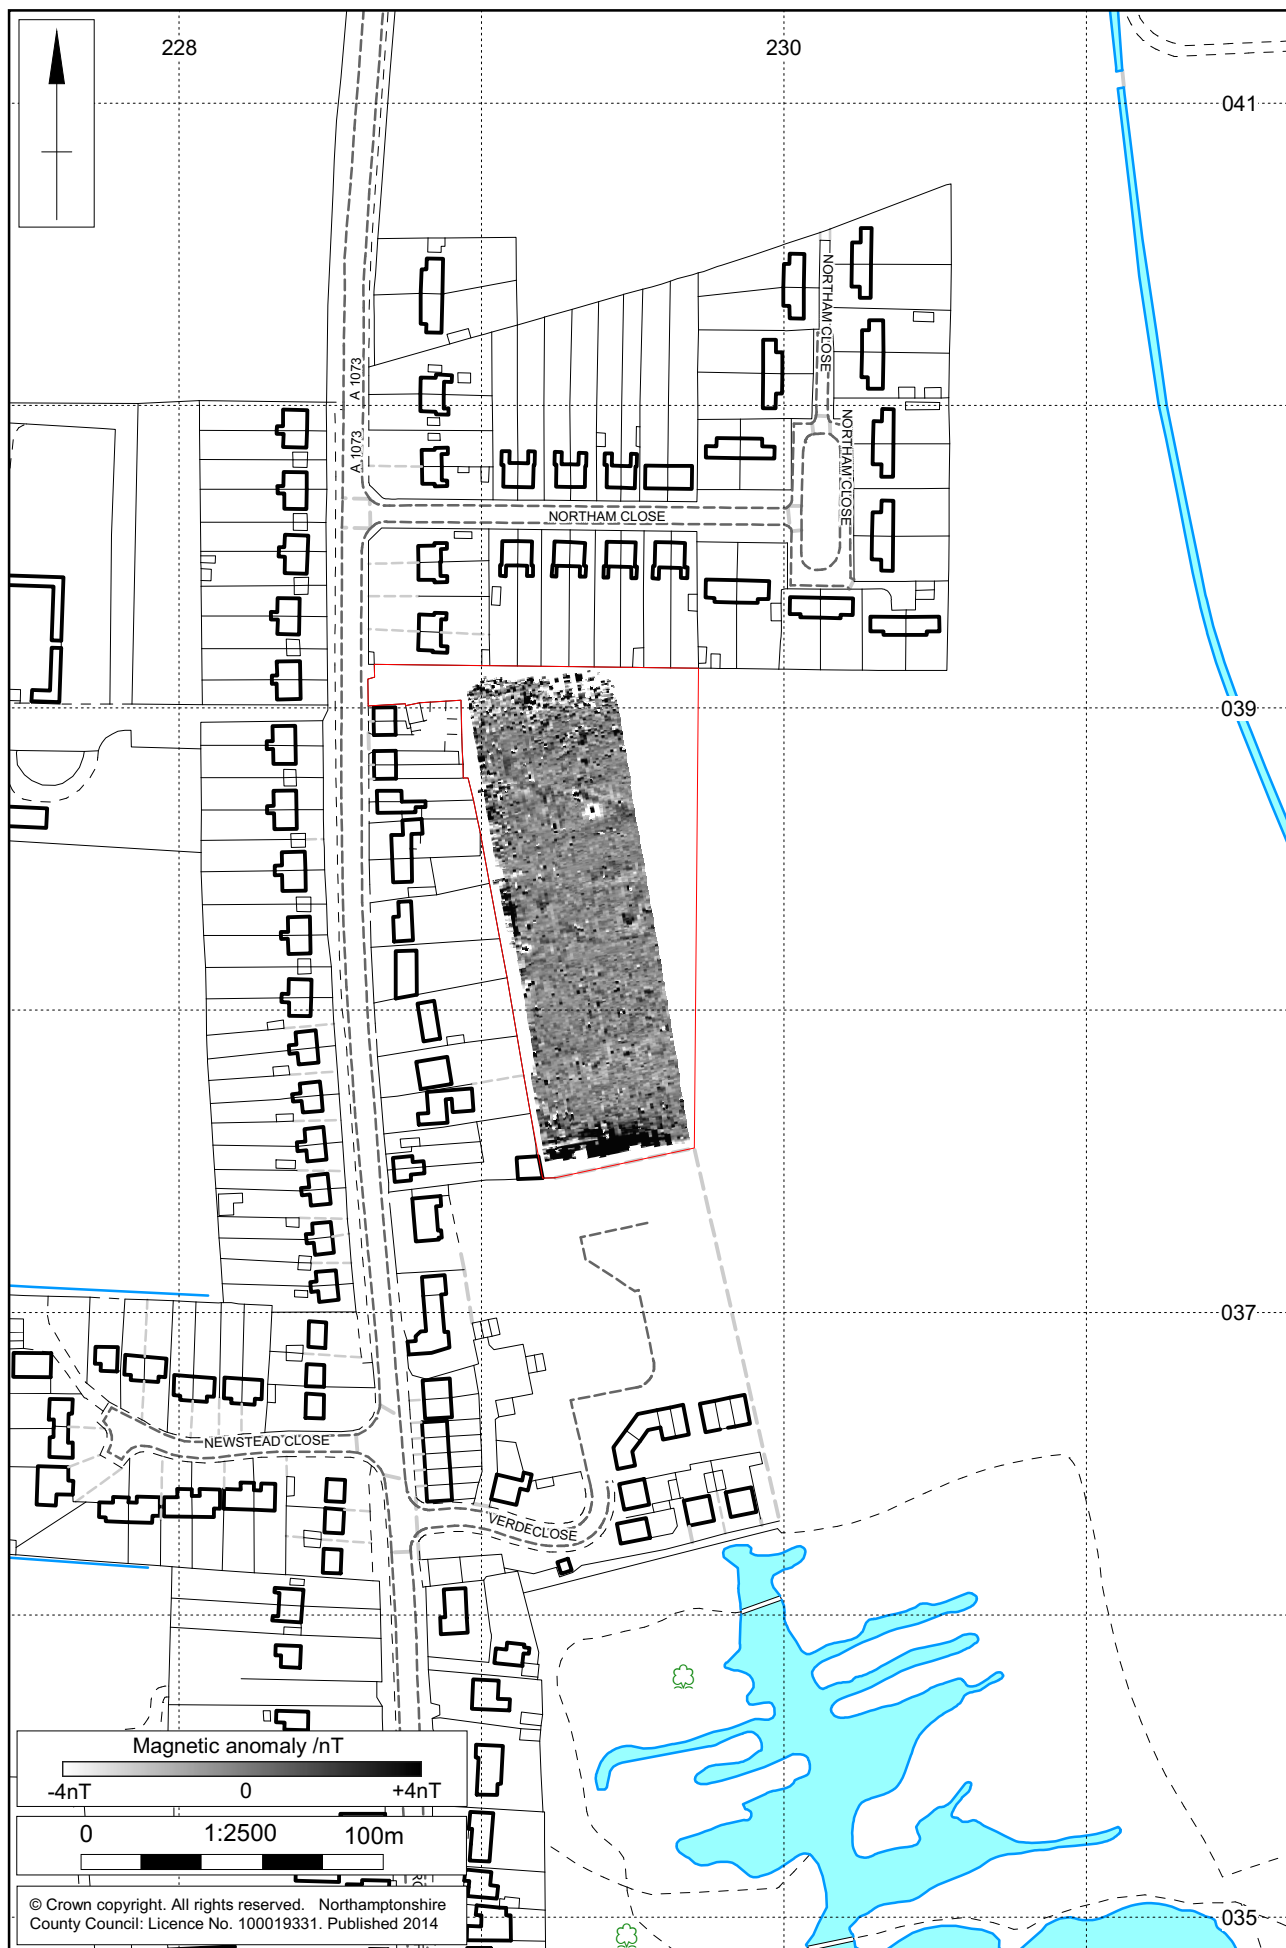 228
230
041
NORTHAM CLOSE
A 1073
A 1073
NORTHAM CLOSE
NORTHAM CLOSE
039
037
NEWSTEAD CLOSE
VERDECLOSE
Magnetic anomaly /nT
-4nT 0 +4nT
0 1:2500 100m
© Crown copyright. All rights reserved. Northamptonshire
County Council: Licence No. 100019331. Published 2014
035